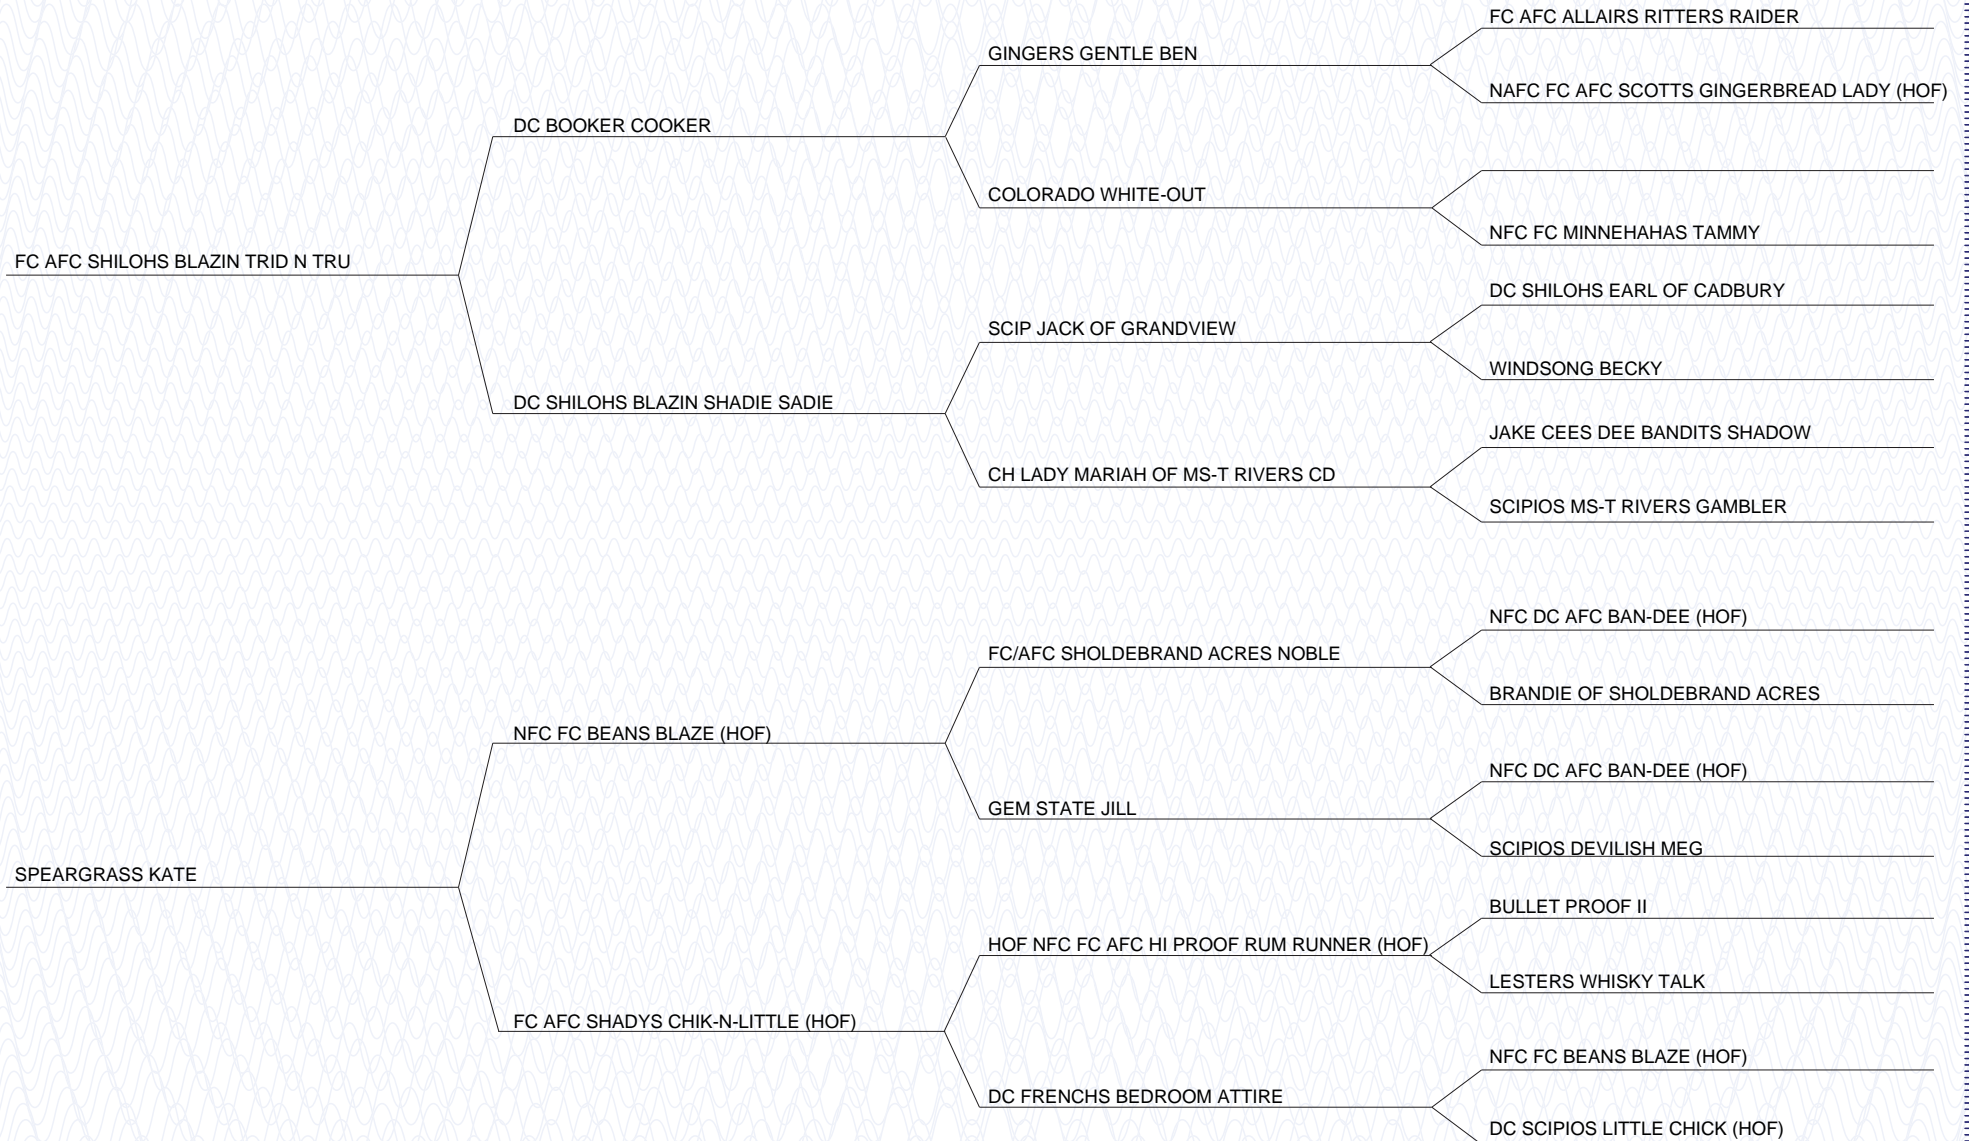 FC AFC ALLAIRS RITTERS RAIDER
GINGERS GENTLE BEN
NAFC FC AFC SCOTTS GINGERBREAD LADY (HOF)
DC BOOKER COOKER
COLORADO WHITE-OUT
NFC FC MINNEHAHAS TAMMY
FC AFC SHILOHS BLAZIN TRID N TRU
DC SHILOHS EARL OF CADBURY
SCIP JACK OF GRANDVIEW
WINDSONG BECKY
DC SHILOHS BLAZIN SHADIE SADIE
JAKE CEES DEE BANDITS SHADOW
CH LADY MARIAH OF MS-T RIVERS CD
SCIPIOS MS-T RIVERS GAMBLER
NFC DC AFC BAN-DEE (HOF)
FC/AFC SHOLDEBRAND ACRES NOBLE
BRANDIE OF SHOLDEBRAND ACRES
NFC FC BEANS BLAZE (HOF)
NFC DC AFC BAN-DEE (HOF)
GEM STATE JILL
SCIPIOS DEVILISH MEG
SPEARGRASS KATE
BULLET PROOF II
HOF NFC FC AFC HI PROOF RUM RUNNER (HOF)
LESTERS WHISKY TALK
FC AFC SHADYS CHIK-N-LITTLE (HOF)
NFC FC BEANS BLAZE (HOF)
DC FRENCHS BEDROOM ATTIRE
DC SCIPIOS LITTLE CHICK (HOF)